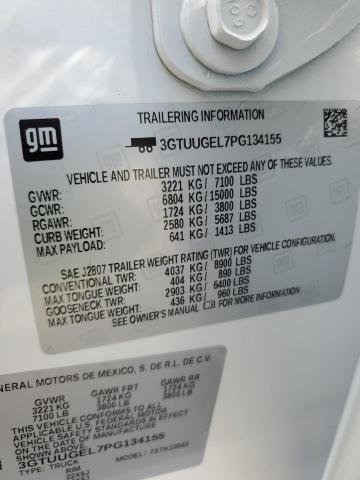 gm
TRAILERING INFORMATION
3GTUUGEL7PG134155
VEHICLE AND TRAILER MUST NOT EXCEED ANY OF THESE VALUES.
GVWR: 3221 KG/ 7100 LBS
GCWR: 6804 KG/15000 LBS
RGAWR: 1724 KG/ 3800 LBS
CURB WEIGHT: 2580 KG/ 5687 LBS
MAX PAYLOAD: 641 KG/ 1413 LBS
SAE J2807 TRAILER WEIGHT RATING (TWR) FOR VEHICLE CONFIGURATION.
CONVENTIONAL TWR: 4037 KG/ 8900 LBS
MAX TONGUE WEIGHT: 404 KG/ 890 LBS
GOOSENECK TWR: 2903 KG/ 6400 LBS
MAX TONGUE WEIGHT: 436 KG/ 960 LBS
SEE OWNER'S MANUAL FOR MORE INFORMATION.
GENERAL MOTORS DE MEXICO, S. DE R.L. DE C.V.
GVWR GAWR FRT GAWR RR
3221 KG 1724 KG 1724 KG
7100 LB 3800 LB 3800 LB
THIS VEHICLE CONFORMS TO ALL
3GTUUGEL7PG134155
TYPE: TRUCK MODEL:
RIM